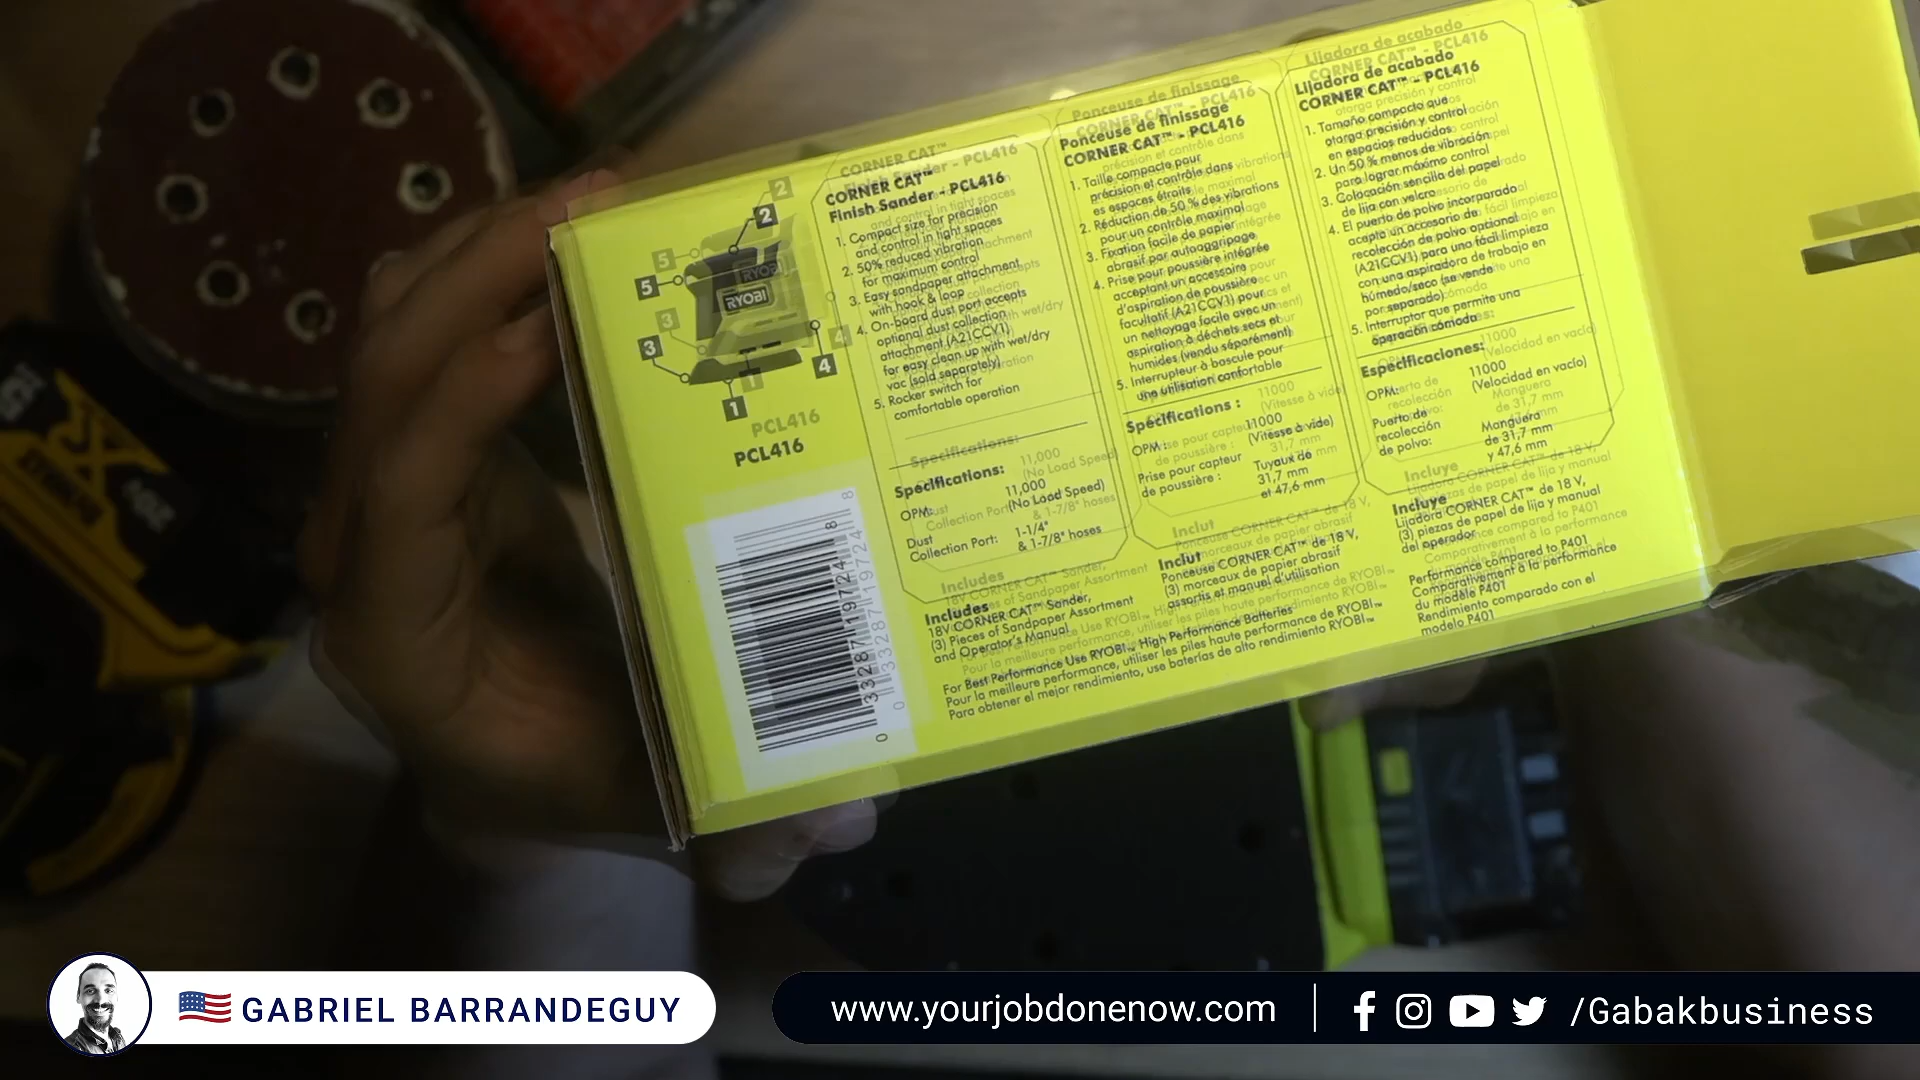 2
5
3
4
1
RYOBI
PCL416
0 33287 19724 8
CORNER CAT™
Finish Sander - PCL416
1. Compact size for precision
and control in tight spaces
2. 50% reduced vibration
for maximum control
3. Easy sandpaper attachment
with hook & loop
4. On-board dust port accepts
optional dust collection
attachment (A21CCV1)
for easy clean up with wet/dry
vac (sold separately)
5. Rocker switch for
comfortable operation
Specifications:
OPM: 11,000
(No Load Speed)
Dust
Collection Port: 1-1/4"
& 1-7/8" hoses
Includes
18V CORNER CAT™ Sander,
(3) Pieces of Sandpaper Assortment
and Operator's Manual
Ponceuse de finissage
CORNER CAT™ - PCL416
1. Taille compacte pour
précision et contrôle dans
es espaces étroits
2. Réduction de 50 % des vibrations
pour un contrôle maximal
3. Fixation facile de papier
abrasif par autoaggripage
4. Prise pour poussière intégrée
acceptant un accessoire
d'aspiration de poussière
facultatif (A21CCV1) pour
un nettoyage facile avec un
aspiration à déchets secs et
humides (vendu séparément)
5. Interrupteur à bascule pour
une utilisation confortable
Spécifications :
OPM : 11000
(Vitesse à vide)
Prise pour capteur
de poussière :
Tuyaux de
31,7 mm
et 47,6 mm
Inclut
Ponceuse CORNER CAT™ de 18 V,
(3) morceaux de papier abrasif
assortis et manuel d'utilisation
Lijadora de acabado
CORNER CAT™ - PCL416
1. Tamaño compacto que
otorga precisión y control
en espacios reducidos
2. Un 50 % menos de vibración
para lograr máximo control
3. Colocación sencilla del papel
de lija con velcro
4. El puerto de polvo incorporado
acepta un accesorio de
recolección de polvo opcional
(A21CCV1) para uno fácil limpieza
con una aspiradora de trabajo en
húmedo/seco (se vende
por separado)
5. Interruptor que permite una
operación cómoda
Especificaciones:
OPM: 11000
(Velocidad en vacío)
Puerto de
recolección
de polvo:
Manguera
de 31,7 mm
y 47,6 mm
Incluye
Lijadora CORNER CAT™ de 18 V,
(3) piezas de papel de lija y manual
del operador
For Best Performance Use RYOBI™ High Performance Batteries
Pour la meilleure performance, utiliser les piles haute performance de RYOBI™
Para obtener el mejor rendimiento, use baterías de alto rendimiento RYOBI™
Performance compared to P401
Comparativement à la performance
du modèle P401
Rendimiento comparado con el
modelo P401
XR
20V
GABRIEL BARRANDEGUY
www.yourjobdonenow.com
/Gabakbusiness